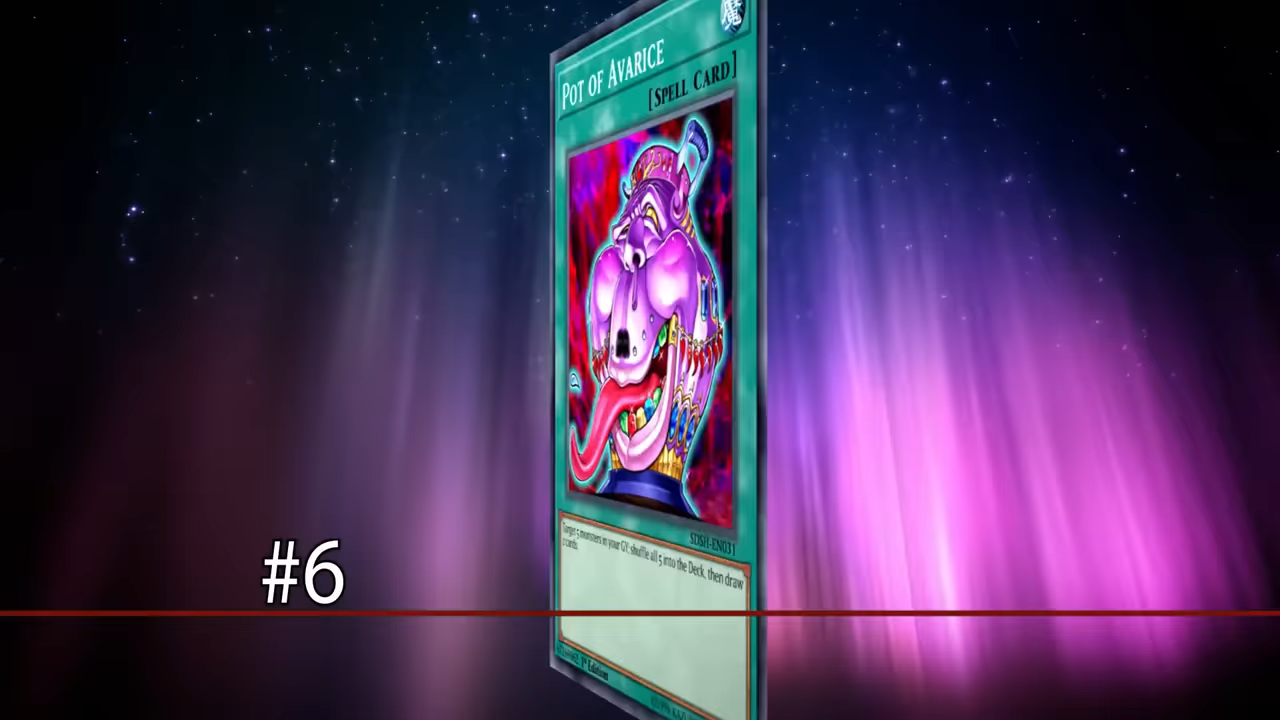 魔
POT OF AVARICE
[SPELL CARD]
SDSH-EN031
Target 5 monsters in your GY; shuffle all 5 into the Deck, then draw
2 cards.
#6
1st Edition